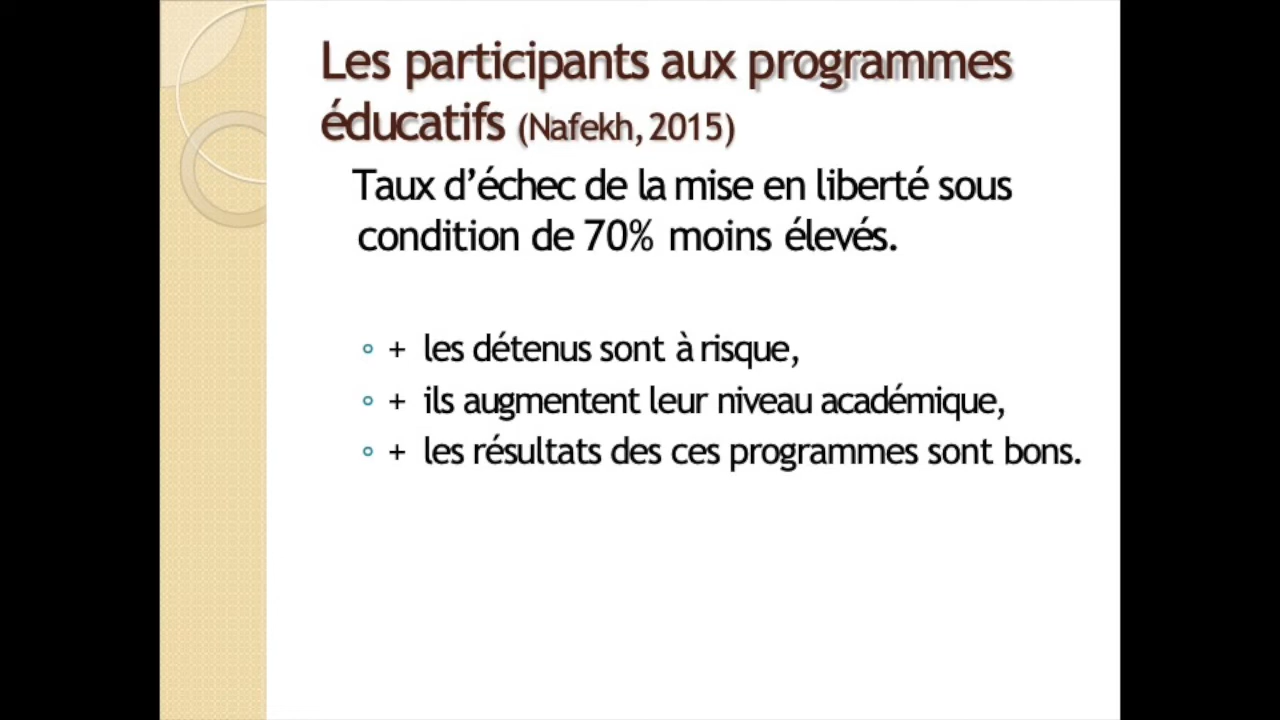 Les participants aux programmes
éducatifs (Nafekh, 2015)
Taux d’échec de la mise en liberté sous
condition de 70% moins élevés.
◦ + les détenus sont à risque,
◦ + ils augmentent leur niveau académique,
◦ + les résultats des ces programmes sont bons.